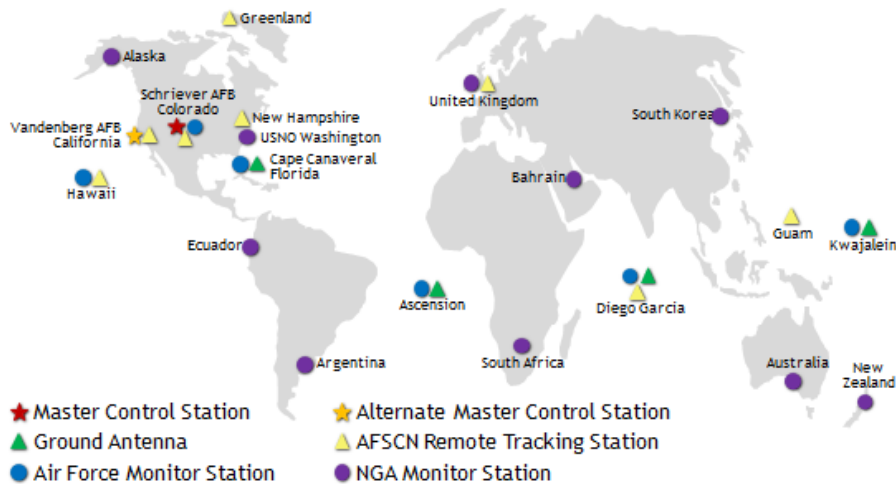 Greenland
Alaska
Schriever AFB
Colorado
New Hampshire
Vandenberg AFB
California
USNO Washington
Cape Canaveral
Florida
Hawaii
United Kingdom
South Korea
Bahrain
Guam
Kwajalein
Ecuador
Ascension
Diego Garcia
Argentina
South Africa
Australia
New
Zealand
Master Control Station
Alternate Master Control Station
Ground Antenna
AFSCN Remote Tracking Station
Air Force Monitor Station
NGA Monitor Station